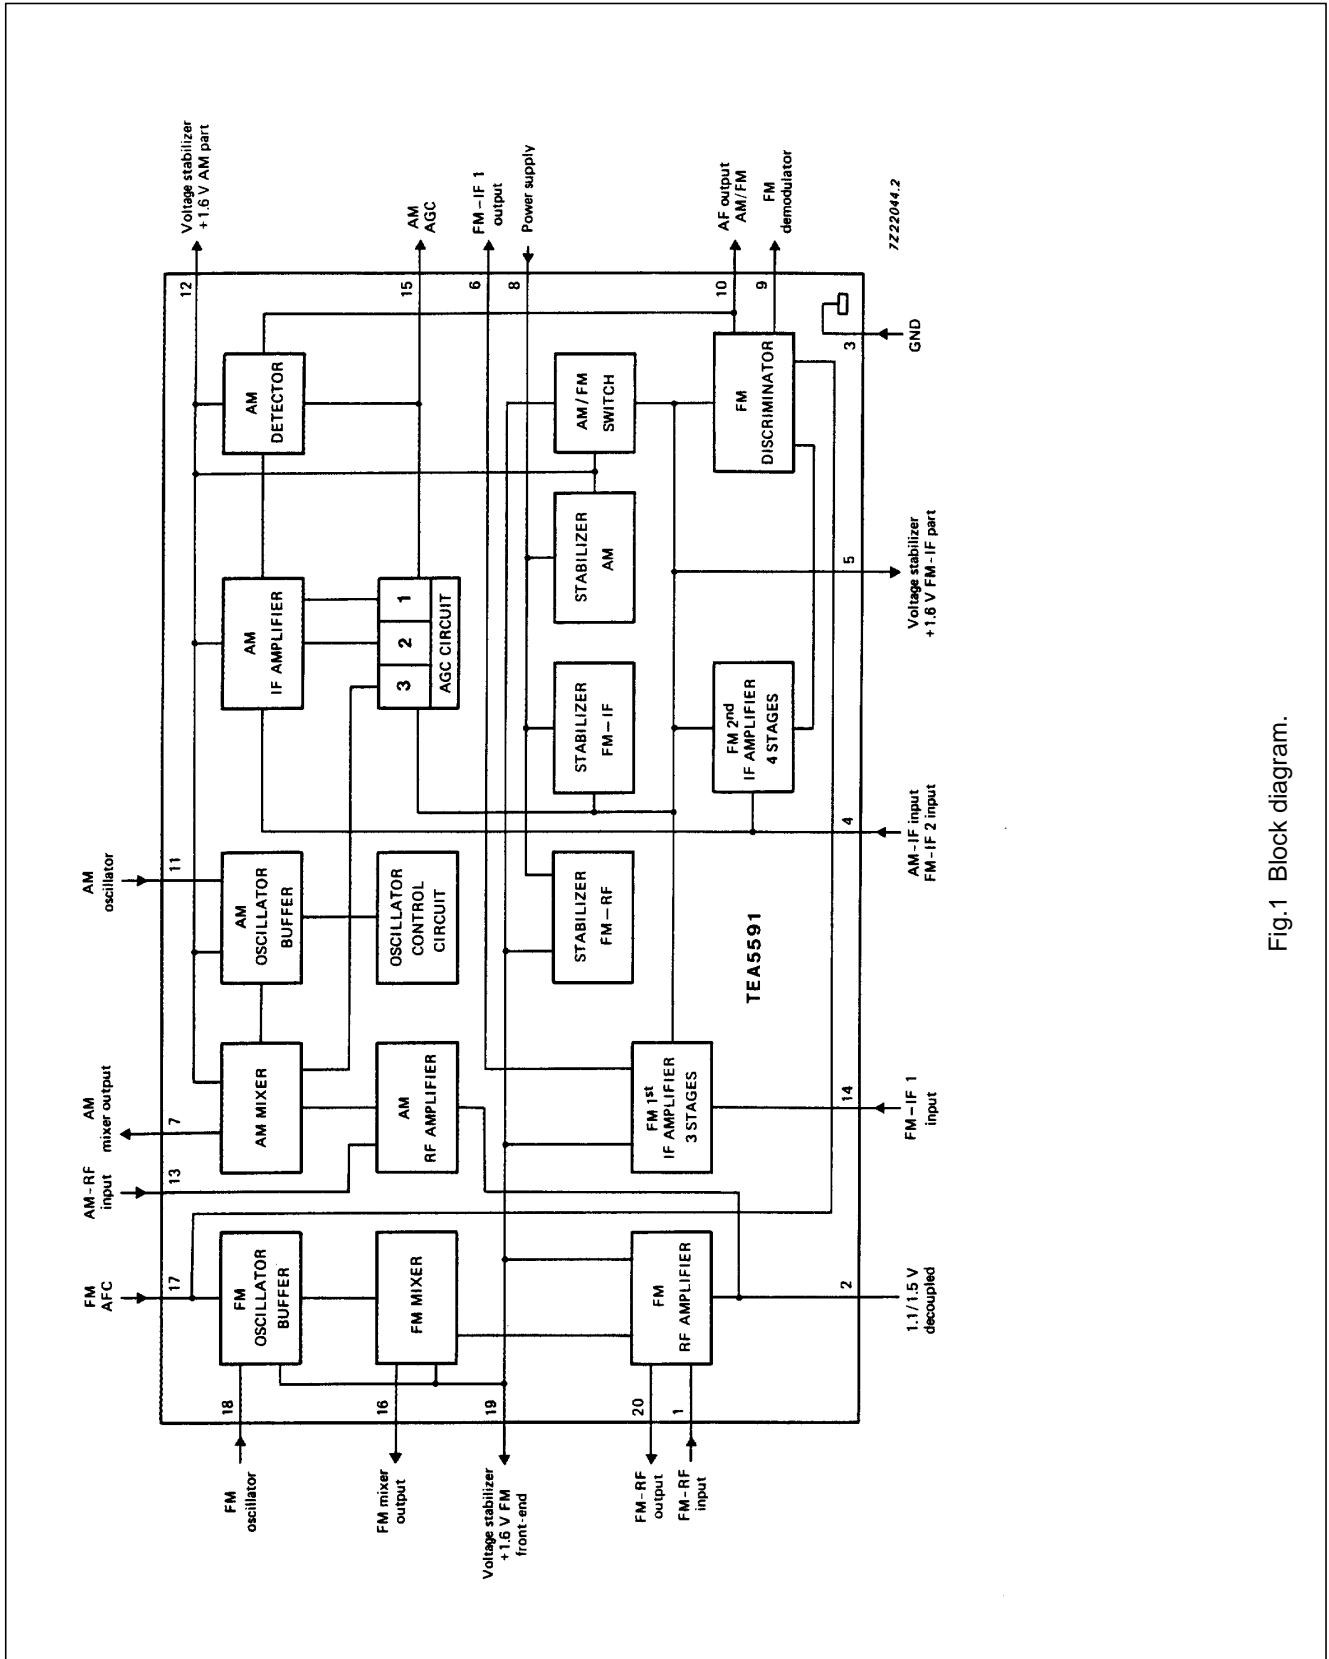 FM
AFC
AM-RF
input
AM
mixer output
AM
oscillator
Voltage stabilizer
+1.6 V AM part
17
13
7
11
12
FM
oscillator
18
FM
OSCILLATOR
BUFFER
AM MIXER
AM
OSCILLATOR
BUFFER
AM
IF AMPLIFIER
AM
DETECTOR
FM mixer
output
16
FM MIXER
AM
RF AMPLIFIER
OSCILLATOR
CONTROL
CIRCUIT
3
2
1
AGC CIRCUIT
15
AM
AGC
6
FM-IF 1
output
Voltage stabilizer
+1.6 V FM
front-end
19
8
Power supply
STABILIZER
FM-RF
STABILIZER
FM-IF
STABILIZER
AM
AM/FM
SWITCH
FM-RF
output
20
FM-RF
input
1
FM
RF AMPLIFIER
FM 1st
IF AMPLIFIER
3 STAGES
FM 2nd
IF AMPLIFIER
4 STAGES
FM
DISCRIMINATOR
10
AF output
AM/FM
9
FM
demodulator
TEA5591
2
14
4
5
3
1.1/1.5 V
decoupled
FM-IF 1
input
AM-IF input
FM-IF 2 input
Voltage stabilizer
+1.6 V FM-IF part
GND
7Z22044.2
Fig.1 Block diagram.